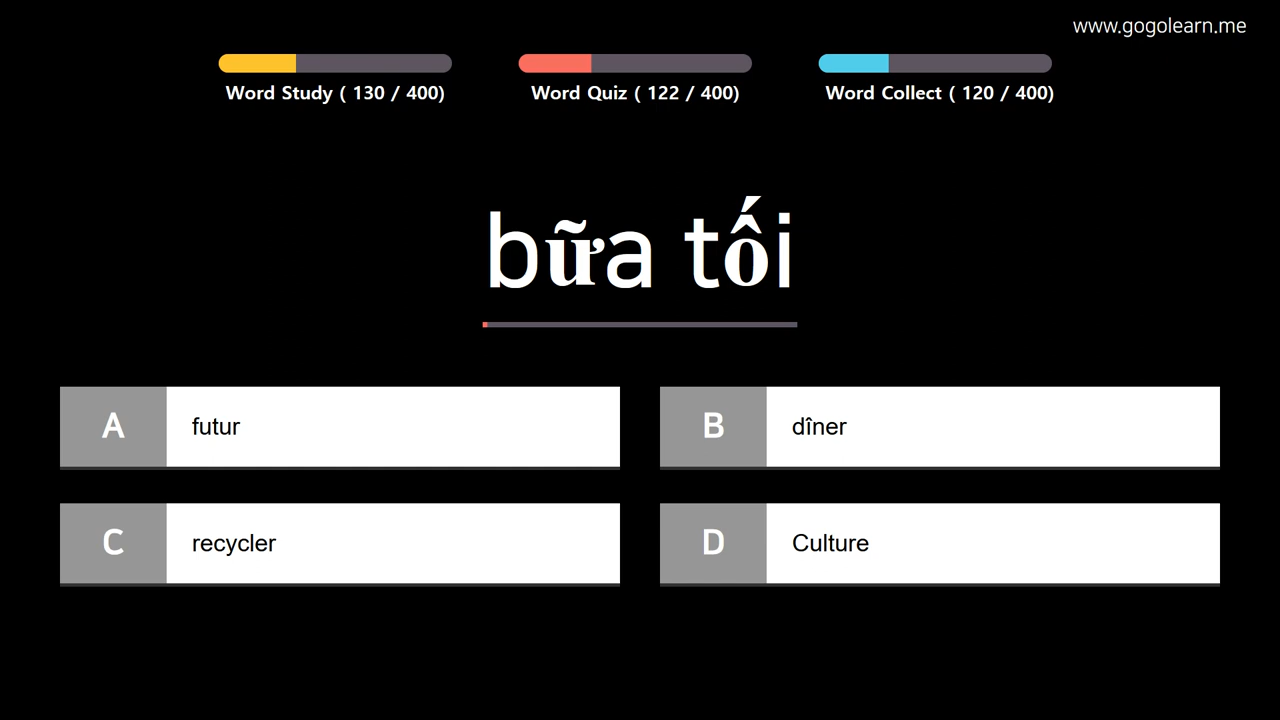 www.gogolearn.me
Word Study ( 130 / 400)
Word Quiz ( 122 / 400)
Word Collect ( 120 / 400)
bữa tối
A futur
B dîner
C recycler
D Culture